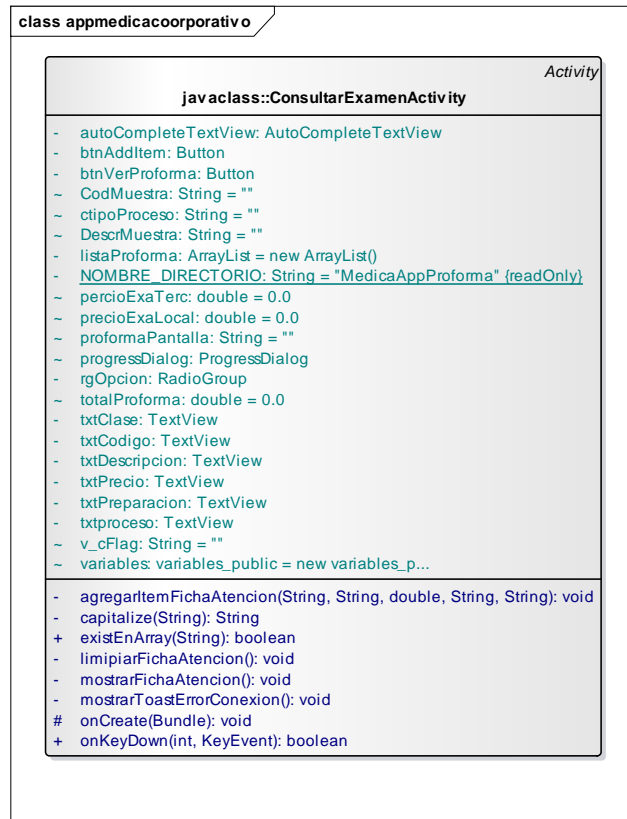 class appmedicacoorporativo
Activity
javaclass::ConsultarExamenActivity
- autoCompleteTextView: AutoCompleteTextView
- btnAddItem: Button
- btnVerProforma: Button
~ CodMuestra: String = ""
~ ctipoProceso: String = ""
~ DescrMuestra: String = ""
- listaProforma: ArrayList = new ArrayList()
- NOMBRE_DIRECTORIO: String = "MedicaAppProforma" {readOnly}
~ percioExaTerc: double = 0.0
~ precioExaLocal: double = 0.0
~ proformaPantalla: String = ""
~ progressDialog: ProgressDialog
- rgOpcion: RadioGroup
~ totalProforma: double = 0.0
- txtClase: TextView
- txtCodigo: TextView
- txtDescripcion: TextView
- txtPrecio: TextView
- txtPreparacion: TextView
- txtproceso: TextView
~ v_cFlag: String = ""
~ variables: variables_public = new variables_p...
- agregarItemFichaAtencion(String, String, double, String, String): void
- capitalize(String): String
+ existEnArray(String): boolean
- limipiarFichaAtencion(): void
- mostrarFichaAtencion(): void
- mostrarToastErrorConexion(): void
# onCreate(Bundle): void
+ onKeyDown(int, KeyEvent): boolean